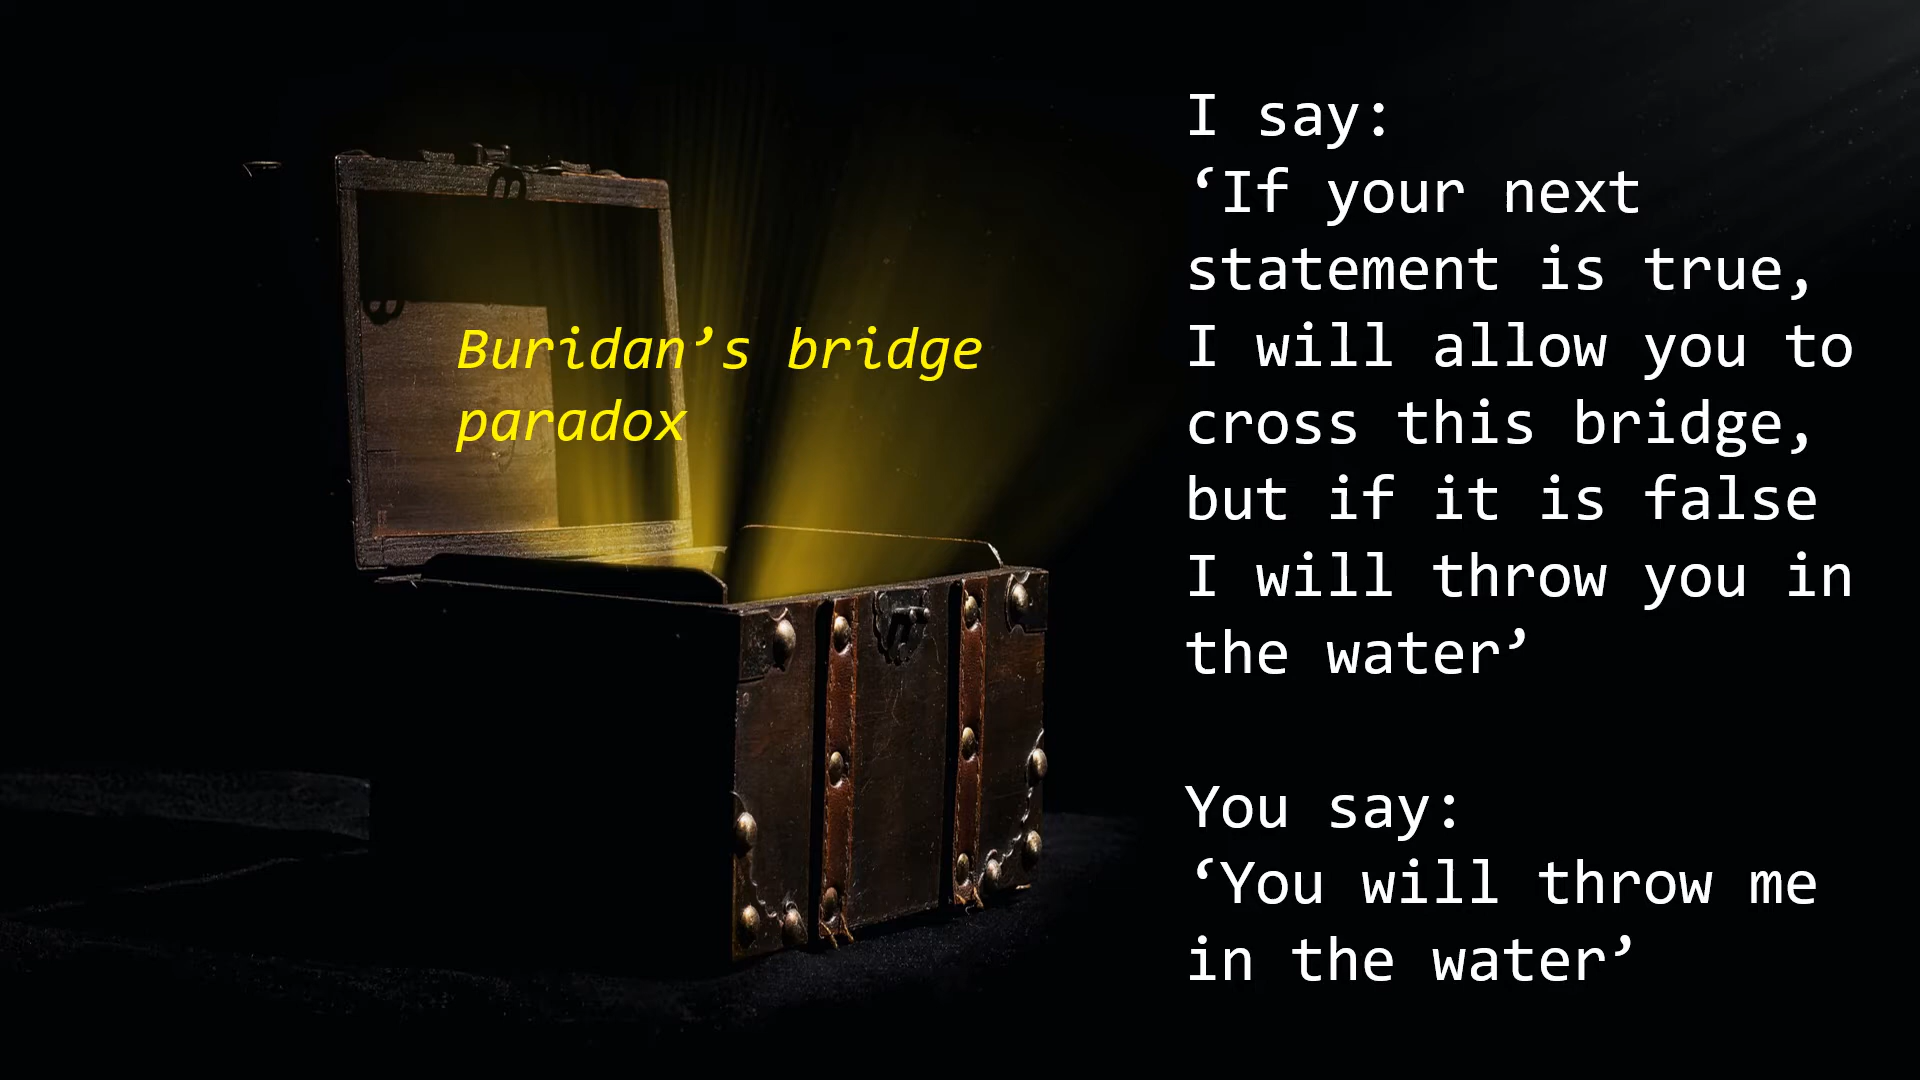 Buridan’s bridge
paradox
I say:
‘If your next
statement is true,
I will allow you to
cross this bridge,
but if it is false
I will throw you in
the water’
You say:
‘You will throw me
in the water’